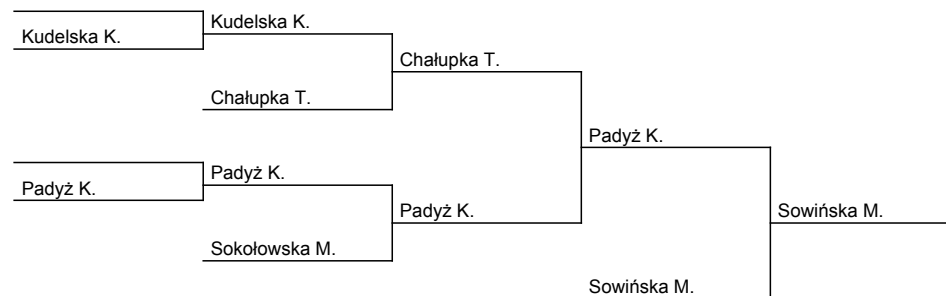 Kudelska K.
Kudelska K.
Chałupka T.
Chałupka T.
Padyż K.
Padyż K.
Padyż K.
Padyż K.
Sowińska M.
Sokołowska M.
Sowińska M.